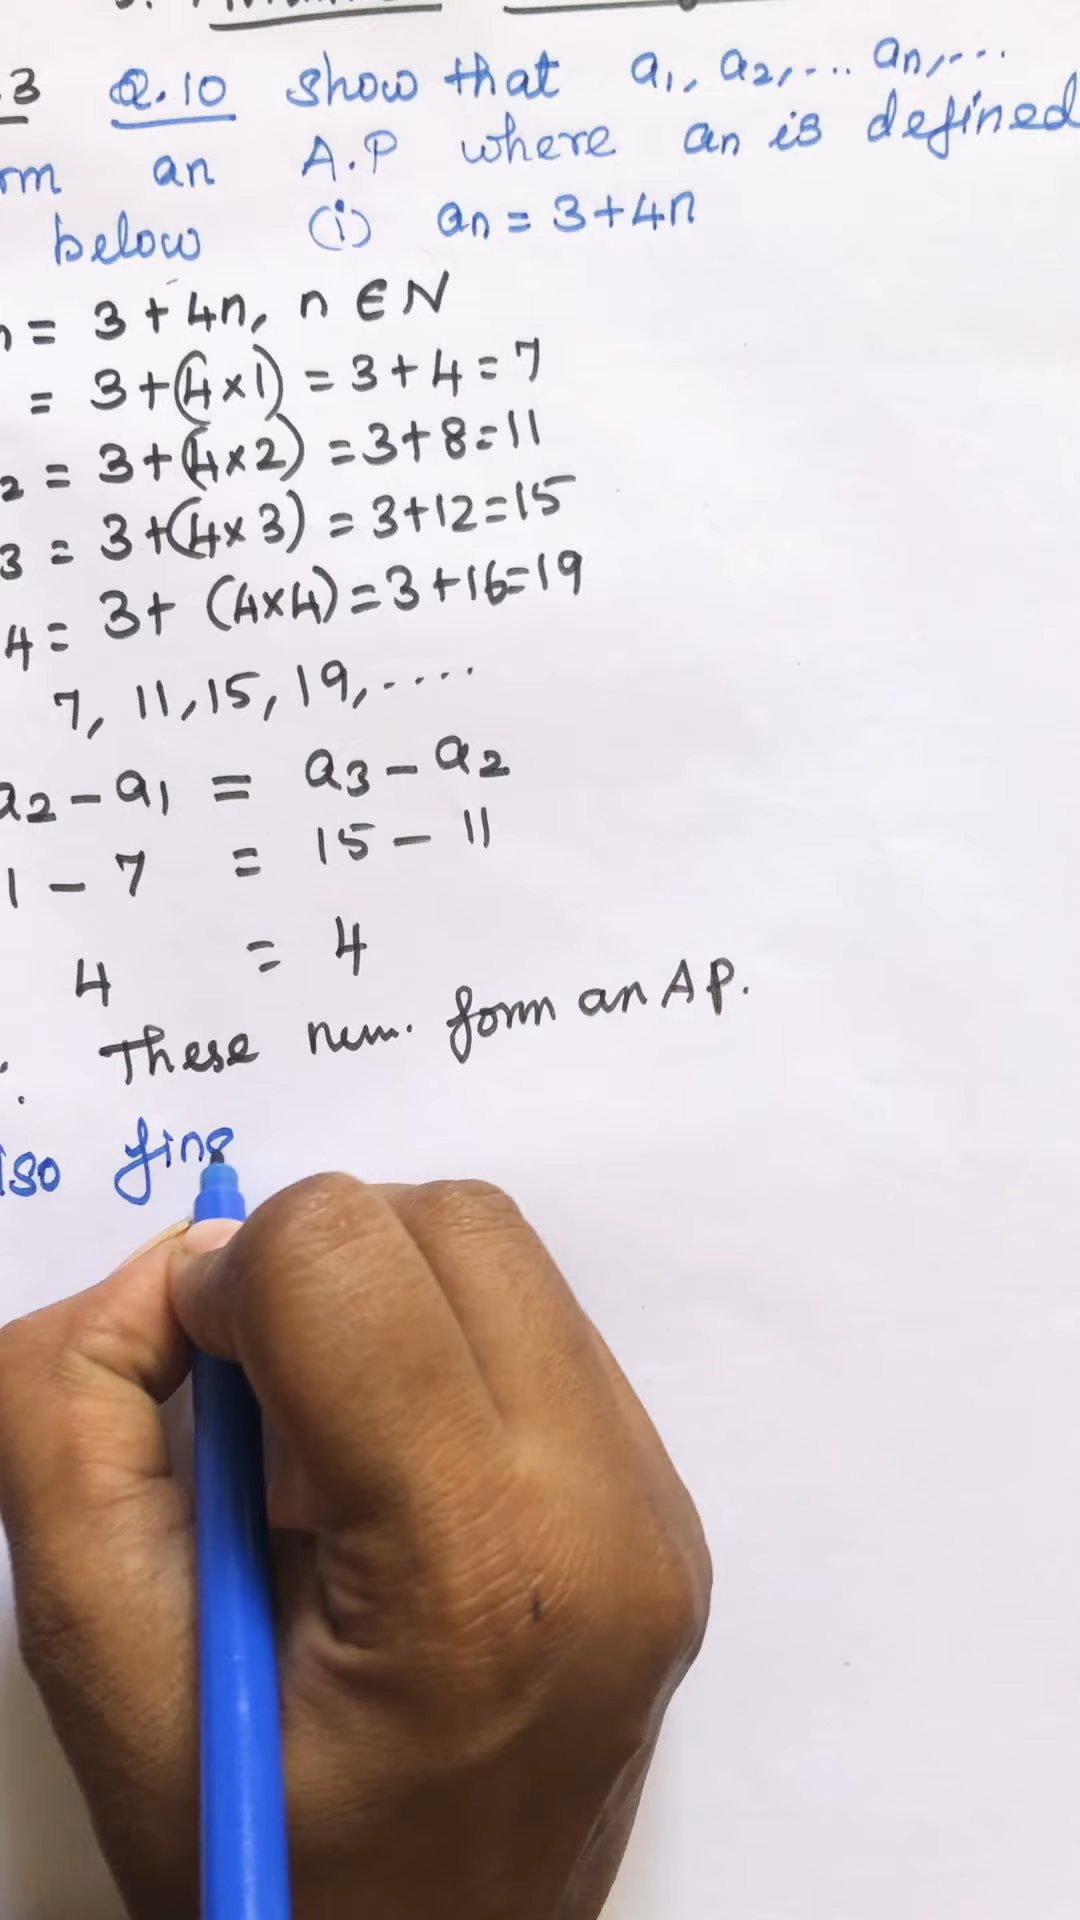 .3 Q.10 show that a₁, a₂, ... aₙ, ...
rm an A.P where an is defined
below (i) an = 3+4n
n = 3 + 4n, n ∈ N
= 3+(4×1) = 3+4 = 7
2 = 3+(4×2) = 3+8=11
3 = 3+(4×3) = 3+12=15
4 = 3+ (4×4)=3+16=19
7, 11, 15, 19, ....
a₂ - a₁ = a₃ - a₂
1 - 7 = 15 - 11
4 = 4
These num. form an AP.
lso fin